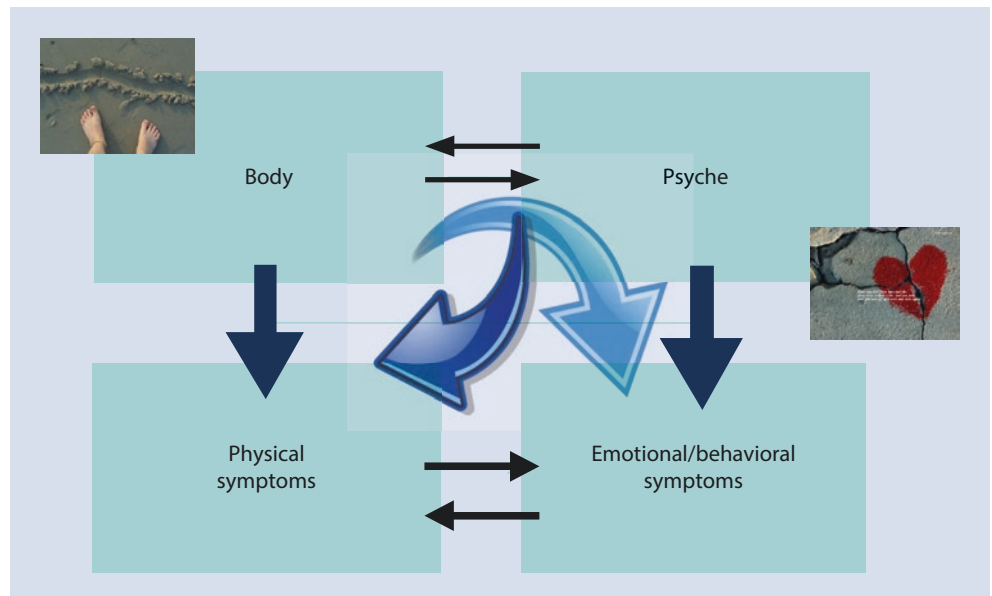 Body
Psyche
Physical
symptoms
Emotional/behavioral
symptoms